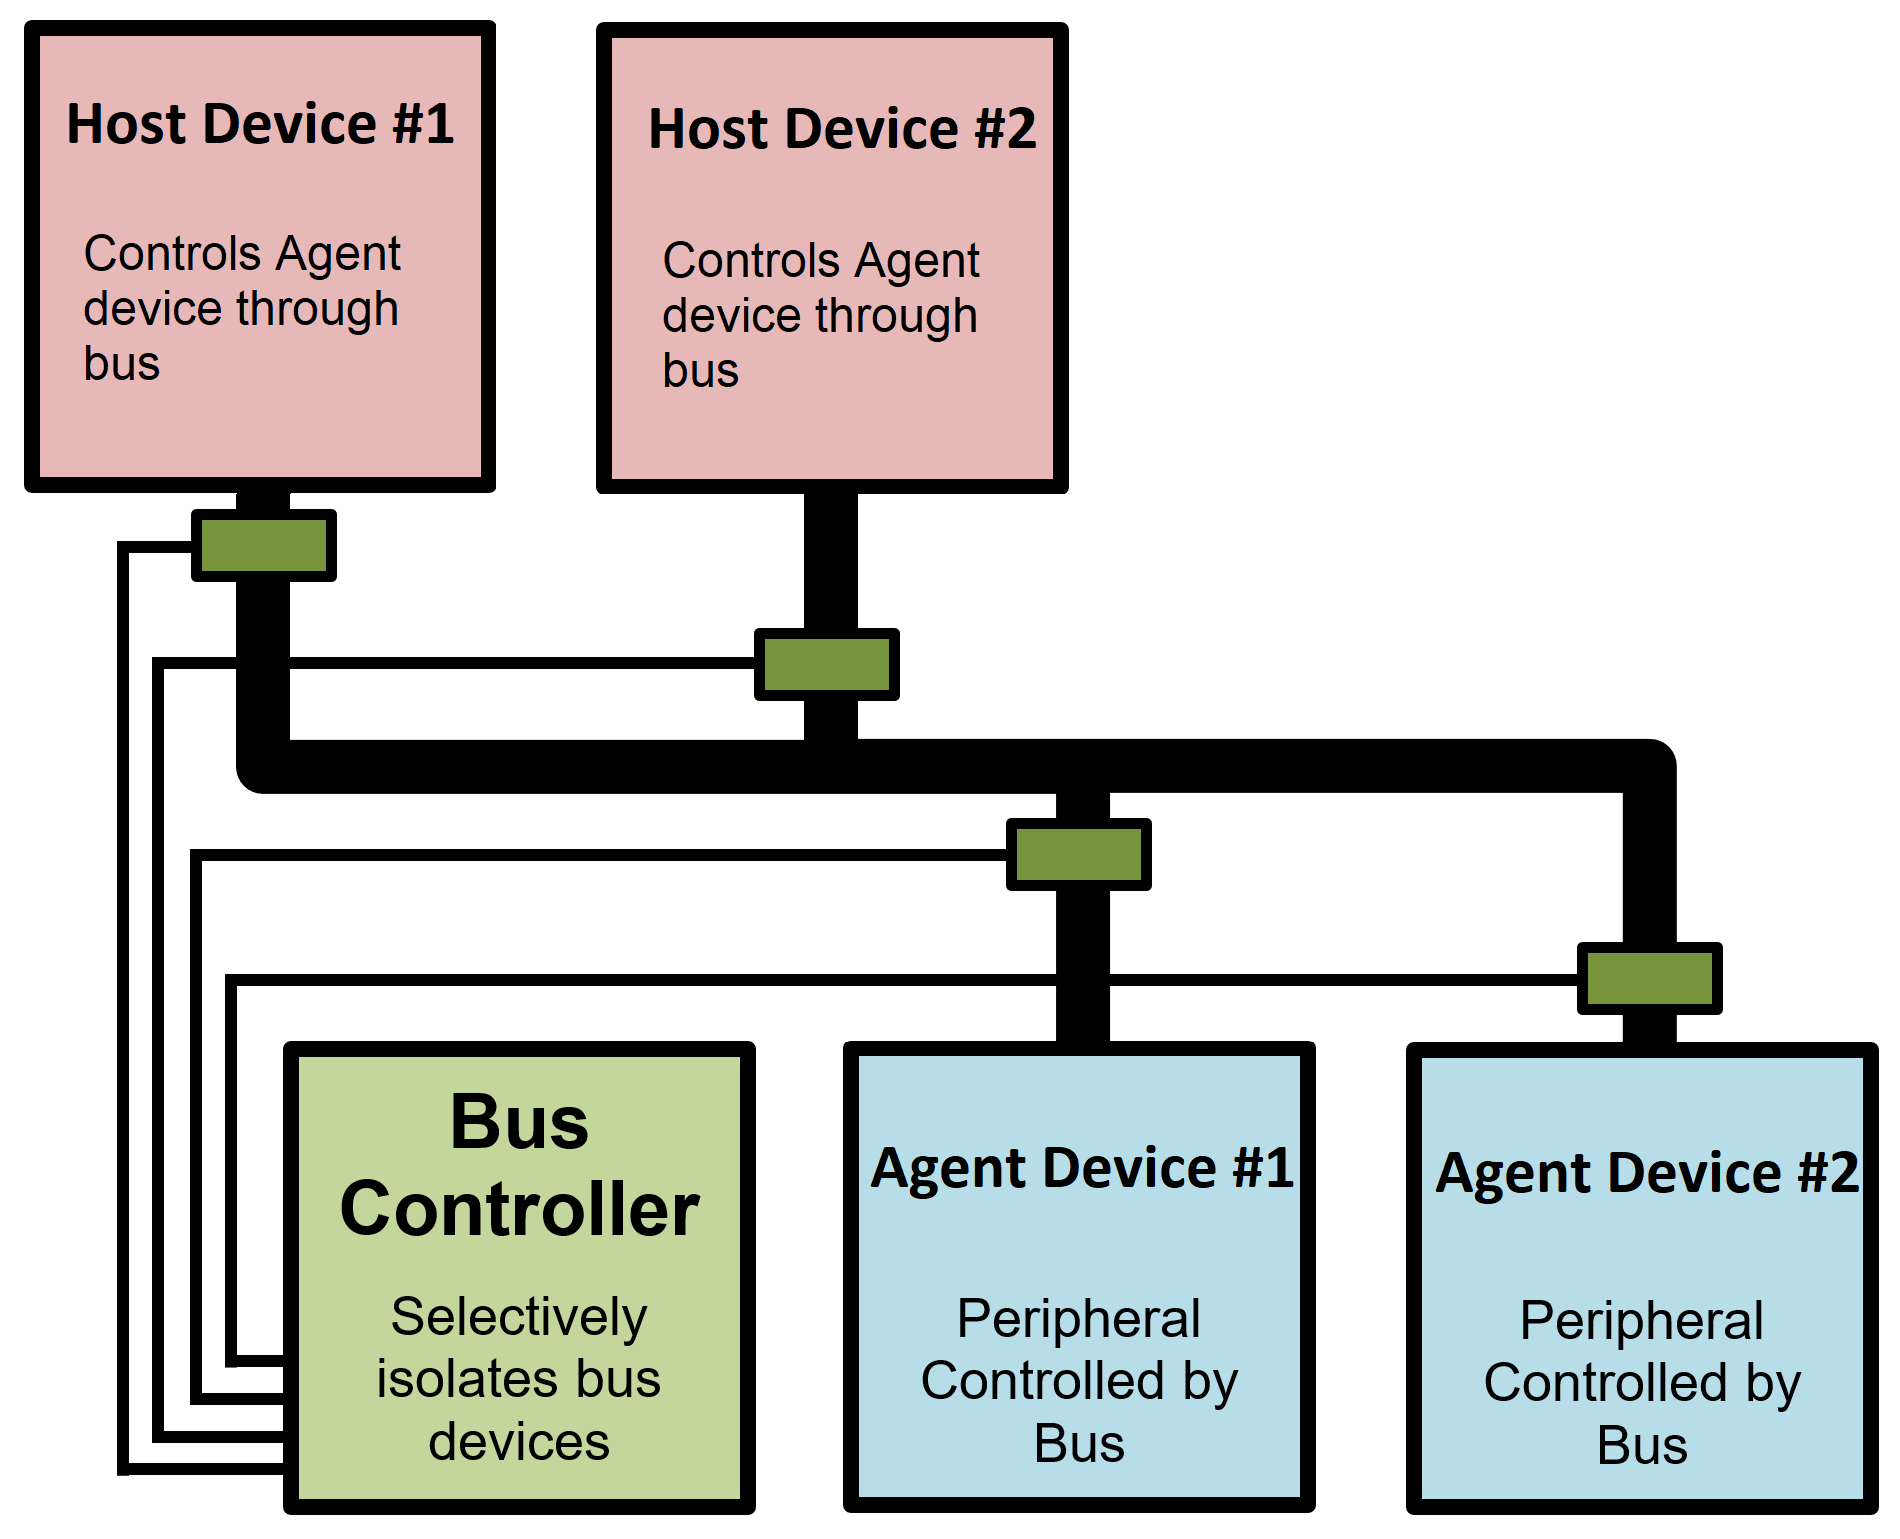 Host Device #1
Controls Agent
device through
bus
Host Device #2
Controls Agent
device through
bus
Bus
Controller
Selectively
isolates bus
devices
Agent Device #1
Peripheral
Controlled by
Bus
Agent Device #2
Peripheral
Controlled by
Bus